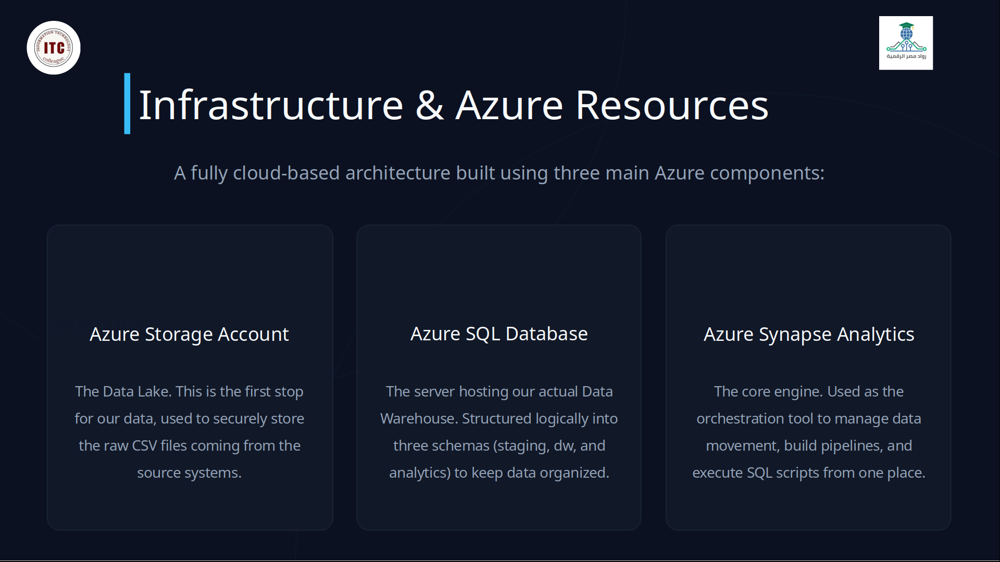 INFORMATION TECHNOLOGY
ITC
colleague
رواد مصر الرقمية
Infrastructure & Azure Resources
A fully cloud-based architecture built using three main Azure components:
Azure Storage Account
The Data Lake. This is the first stop
for our data, used to securely store
the raw CSV files coming from the
source systems.
Azure SQL Database
The server hosting our actual Data
Warehouse. Structured logically into
three schemas (staging, dw, and
analytics) to keep data organized.
Azure Synapse Analytics
The core engine. Used as the
orchestration tool to manage data
movement, build pipelines, and
execute SQL scripts from one place.